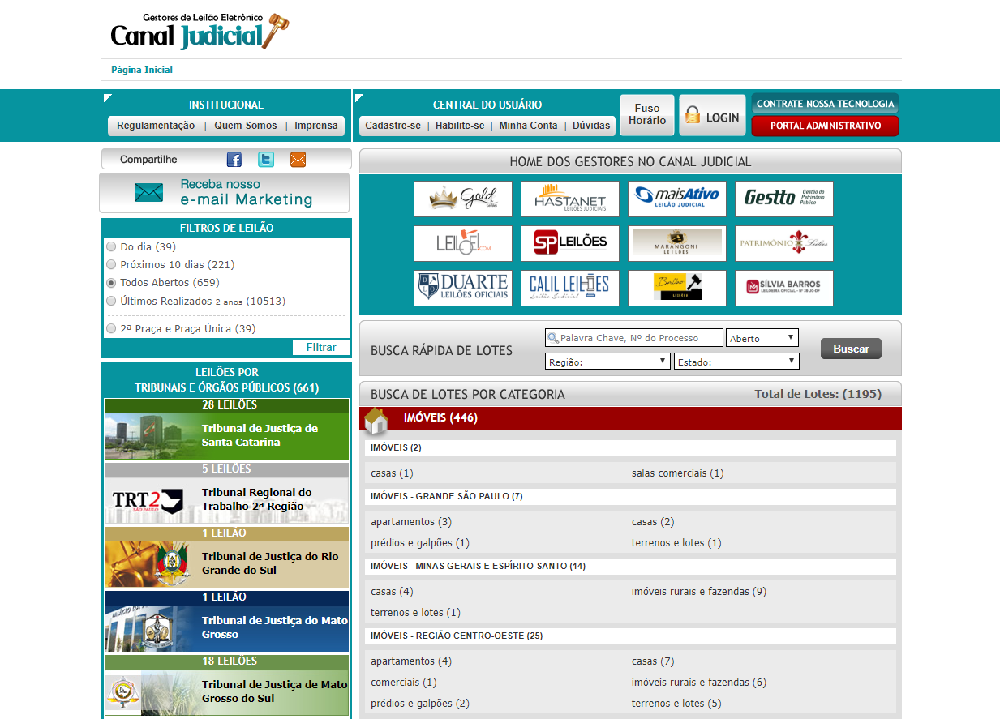 Gestores de Leilão Eletrônico
Canal Judicial
Página Inicial
INSTITUCIONAL
Regulamentação | Quem Somos | Imprensa
CENTRAL DO USUÁRIO
Cadastre-se | Habilite-se | Minha Conta | Dúvidas
Fuso
Horário
LOGIN
CONTRATE NOSSA TECNOLOGIA
PORTAL ADMINISTRATIVO
Compartilhe
Receba nosso
e-mail Marketing
FILTROS DE LEILÃO
Do dia (39)
Próximos 10 dias (221)
Todos Abertos (659)
Últimos Realizados 2 anos (10513)
2ª Praça e Praça Única (39)
Filtrar
LEILÕES POR
TRIBUNAIS E ÓRGÃOS PÚBLICOS (661)
28 LEILÕES
Tribunal de Justiça de
Santa Catarina
5 LEILÕES
TRT2
SÃO PAULO
Tribunal Regional do
Trabalho 2ª Região
1 LEILÃO
Tribunal de Justiça do Rio
Grande do Sul
1 LEILÃO
Tribunal de Justiça do Mato
Grosso
18 LEILÕES
Tribunal de Justiça de Mato
Grosso do Sul
HOME DOS GESTORES NO CANAL JUDICIAL
Gold
HASTANET
LEILÕES JUDICIAIS
maisAtivo
LEILÃO JUDICIAL
Gestto
Gestão do
Patrimônio
Público
LEILOFE!.COM
SP LEILÕES
MARANGONI
LEILÕES
PATRIMÔNIO Leilões
DUARTE
LEILÕES OFICIAIS
CALIL LEILÕES
Leilão Judicial
LEILÕES
SÍLVIA BARROS
LEILOEIRA OFICIAL - Nº 38 JC-DF
BUSCA RÁPIDA DE LOTES
Palavra Chave, Nº do Processo
Aberto
Região:
Estado:
Buscar
BUSCA DE LOTES POR CATEGORIA
Total de Lotes: (1195)
IMÓVEIS (446)
IMÓVEIS (2)
casas (1)
salas comerciais (1)
IMÓVEIS - GRANDE SÃO PAULO (7)
apartamentos (3)
casas (2)
prédios e galpões (1)
terrenos e lotes (1)
IMÓVEIS - MINAS GERAIS E ESPÍRITO SANTO (14)
casas (4)
imóveis rurais e fazendas (9)
terrenos e lotes (1)
IMÓVEIS - REGIÃO CENTRO-OESTE (25)
apartamentos (4)
casas (7)
comerciais (1)
imóveis rurais e fazendas (6)
prédios e galpões (2)
terrenos e lotes (5)